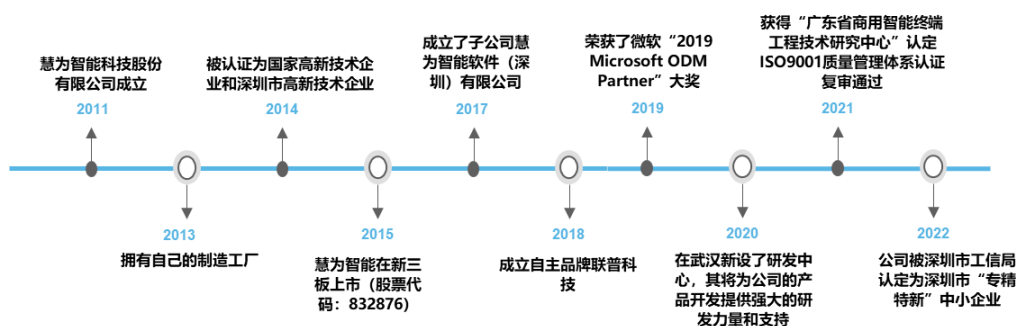 慧为智能科技股份
有限公司成立
2011
拥有自己的制造工厂
2013
被认证为国家高新技术企
业和深圳市高新技术企业
2014
2015
慧为智能在新三
板上市（股票代
码：832876）
成立了子公司慧
为智能软件（深
圳）有限公司
2017
2018
成立自主品牌联普科
技
荣获了微软“2019
Microsoft ODM
Partner”大奖
2019
2020
在武汉新设了研发中
心，其将为公司的产
品开发提供强大的研
发力量和支持
获得“广东省商用智能终端
工程技术研究中心”认定
ISO9001质量管理体系认证
复审通过
2021
2022
公司被深圳市工信局
认定为深圳市“专精
特新”中小企业